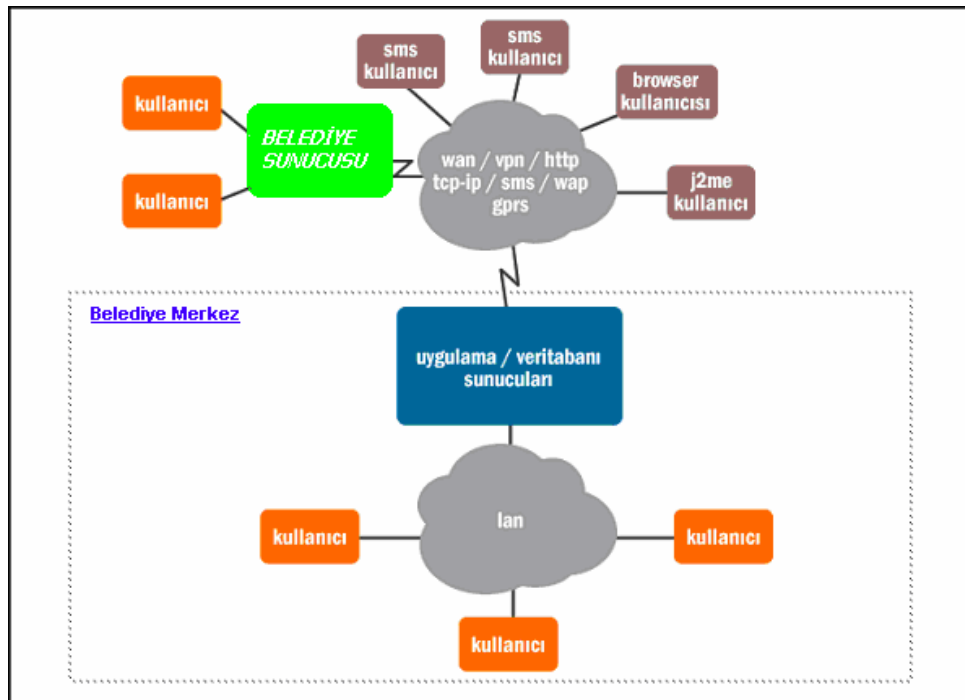 sms
kullanıcı
sms
kullanıcı
browser
kullanıcısı
kullanıcı
BELEDİYE
SUNUCUSU
wan / vpn / http
tcp-ip / sms / wap
gprs
kullanıcı
j2me
kullanıcı
Belediye Merkez
uygulama / veritabanı
sunucuları
lan
kullanıcı
kullanıcı
kullanıcı